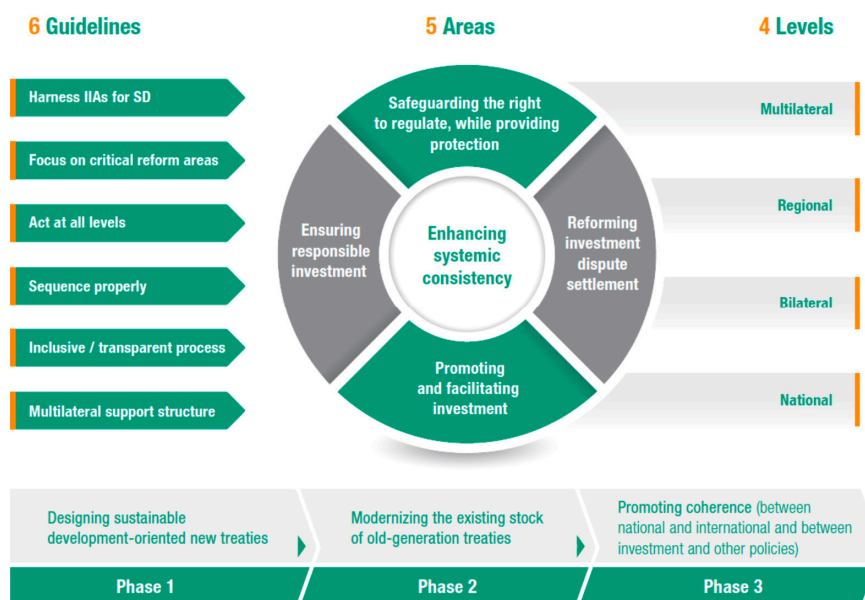 6 Guidelines
Harness IIAs for SD
Focus on critical reform areas
Act at all levels
Sequence properly
Inclusive / transparent process
Multilateral support structure
5 Areas
Safeguarding the right
to regulate, while providing
protection
Ensuring
responsible
investment
Enhancing
systemic
consistency
Reforming
investment
dispute
settlement
Promoting
and facilitating
investment
4 Levels
Multilateral
Regional
Bilateral
National
Designing sustainable
development-oriented new treaties
Phase 1
Modernizing the existing stock
of old-generation treaties
Phase 2
Promoting coherence (between
national and international and between
investment and other policies)
Phase 3